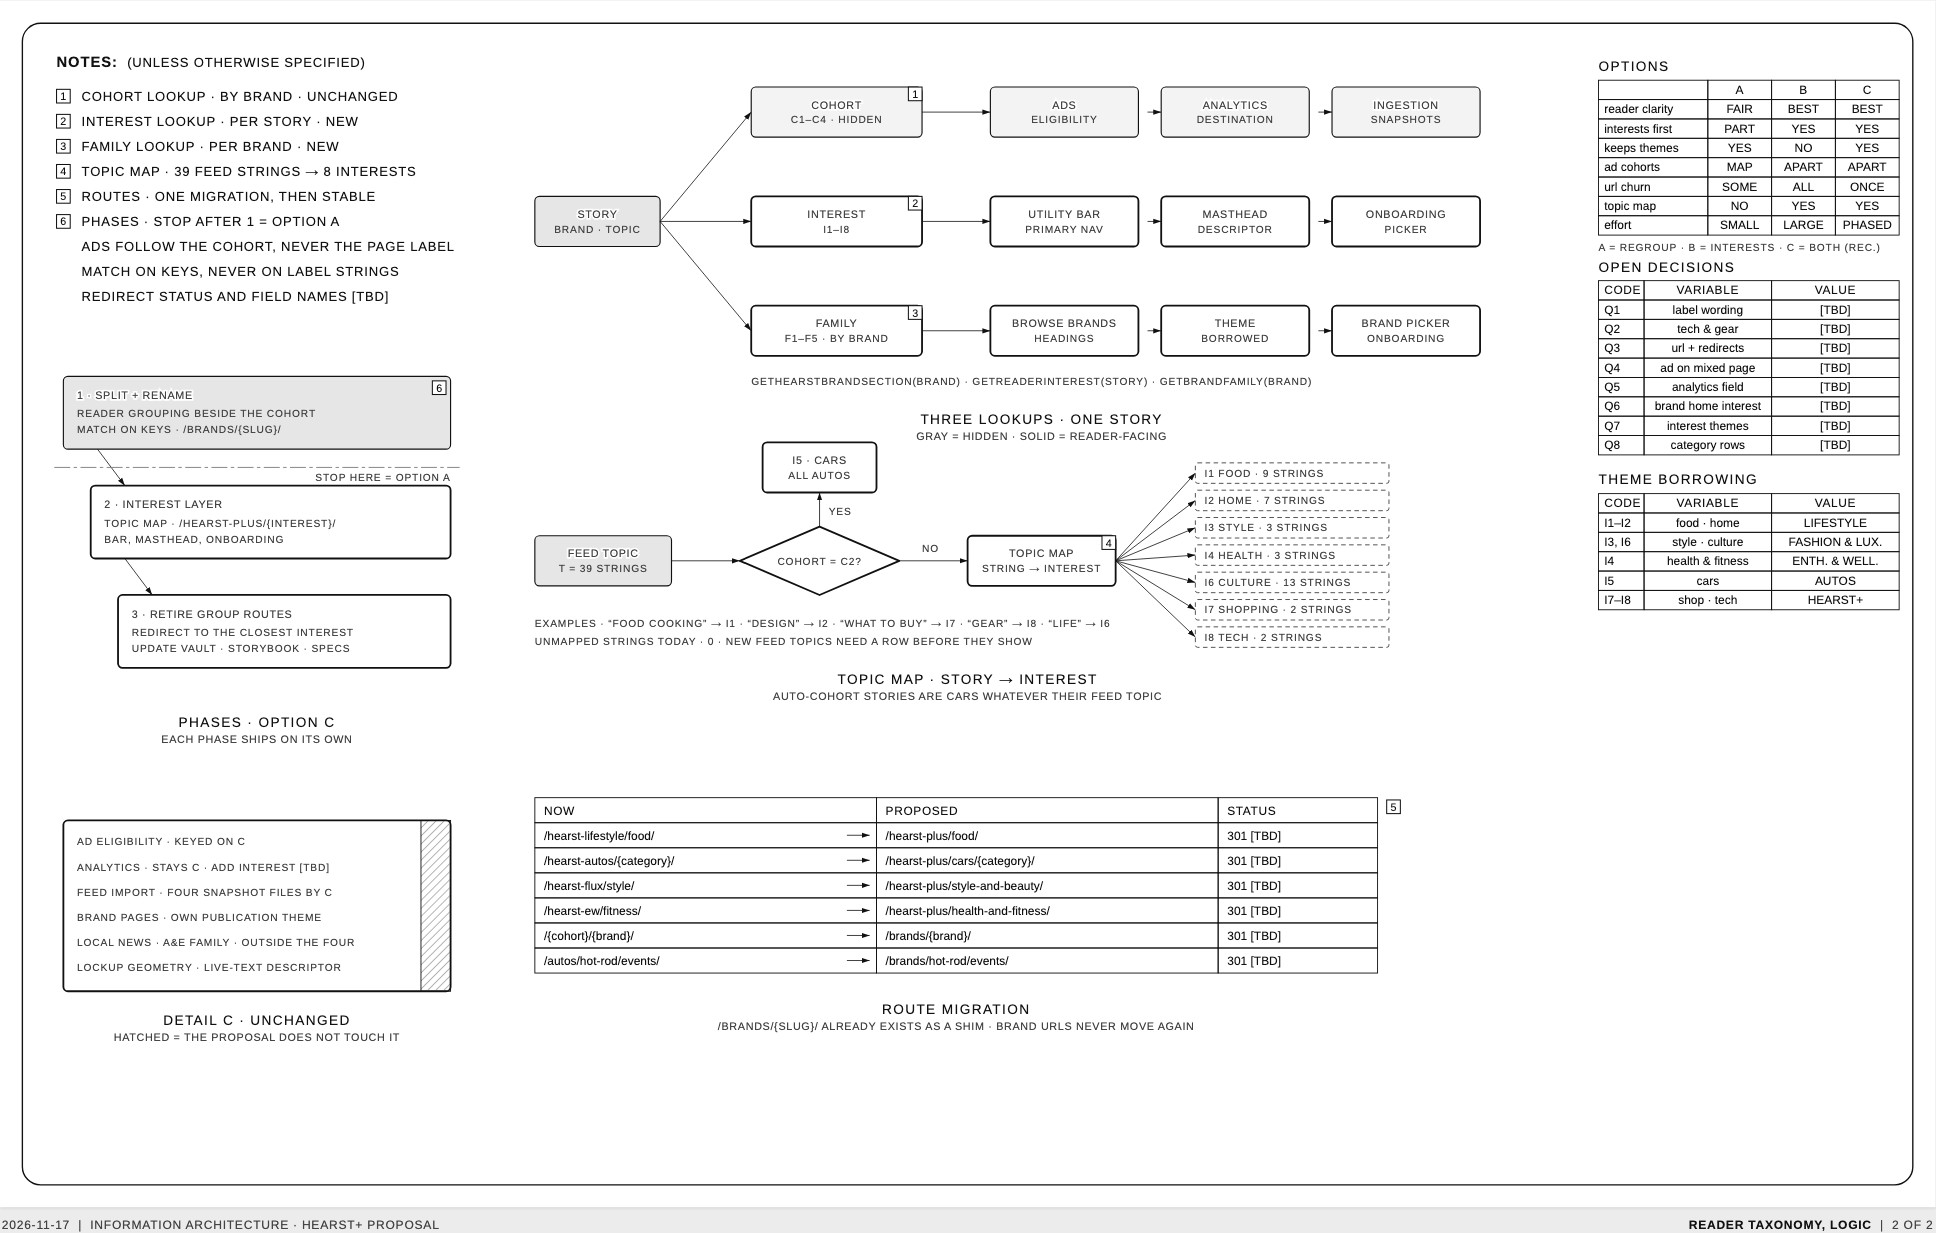 NOTES: (UNLESS OTHERWISE SPECIFIED)
1 COHORT LOOKUP · BY BRAND · UNCHANGED
2 INTEREST LOOKUP · PER STORY · NEW
3 FAMILY LOOKUP · PER BRAND · NEW
4 TOPIC MAP · 39 FEED STRINGS → 8 INTERESTS
5 ROUTES · ONE MIGRATION, THEN STABLE
6 PHASES · STOP AFTER 1 = OPTION A
ADS FOLLOW THE COHORT, NEVER THE PAGE LABEL
MATCH ON KEYS, NEVER ON LABEL STRINGS
REDIRECT STATUS AND FIELD NAMES [TBD]
6
1 · SPLIT + RENAME
READER GROUPING BESIDE THE COHORT
MATCH ON KEYS · /BRANDS/{SLUG}/
STOP HERE = OPTION A
2 · INTEREST LAYER
TOPIC MAP · /HEARST-PLUS/{INTEREST}/
BAR, MASTHEAD, ONBOARDING
3 · RETIRE GROUP ROUTES
REDIRECT TO THE CLOSEST INTEREST
UPDATE VAULT · STORYBOOK · SPECS
PHASES · OPTION C
EACH PHASE SHIPS ON ITS OWN
AD ELIGIBILITY · KEYED ON C
ANALYTICS · STAYS C · ADD INTEREST [TBD]
FEED IMPORT · FOUR SNAPSHOT FILES BY C
BRAND PAGES · OWN PUBLICATION THEME
LOCAL NEWS · A&E FAMILY · OUTSIDE THE FOUR
LOCKUP GEOMETRY · LIVE-TEXT DESCRIPTOR
DETAIL C · UNCHANGED
HATCHED = THE PROPOSAL DOES NOT TOUCH IT
STORY
BRAND · TOPIC
1
COHORT
C1–C4 · HIDDEN
ADS
ELIGIBILITY
ANALYTICS
DESTINATION
INGESTION
SNAPSHOTS
2
INTEREST
I1–I8
UTILITY BAR
PRIMARY NAV
MASTHEAD
DESCRIPTOR
ONBOARDING
PICKER
3
FAMILY
F1–F5 · BY BRAND
BROWSE BRANDS
HEADINGS
THEME
BORROWED
BRAND PICKER
ONBOARDING
GETHEARSTBRANDSECTION(BRAND) · GETREADERINTEREST(STORY) · GETBRANDFAMILY(BRAND)
THREE LOOKUPS · ONE STORY
GRAY = HIDDEN · SOLID = READER-FACING
I5 · CARS
ALL AUTOS
YES
FEED TOPIC
T = 39 STRINGS
COHORT = C2?
NO
4
TOPIC MAP
STRING → INTEREST
I1 FOOD · 9 STRINGS
I2 HOME · 7 STRINGS
I3 STYLE · 3 STRINGS
I4 HEALTH · 3 STRINGS
I6 CULTURE · 13 STRINGS
I7 SHOPPING · 2 STRINGS
I8 TECH · 2 STRINGS
EXAMPLES · “FOOD COOKING” → I1 · “DESIGN” → I2 · “WHAT TO BUY” → I7 · “GEAR” → I8 · “LIFE” → I6
UNMAPPED STRINGS TODAY · 0 · NEW FEED TOPICS NEED A ROW BEFORE THEY SHOW
TOPIC MAP · STORY → INTEREST
AUTO-COHORT STORIES ARE CARS WHATEVER THEIR FEED TOPIC
NOW PROPOSED STATUS 5
/hearst-lifestyle/food/ → /hearst-plus/food/ 301 [TBD]
/hearst-autos/{category}/ → /hearst-plus/cars/{category}/ 301 [TBD]
/hearst-flux/style/ → /hearst-plus/style-and-beauty/ 301 [TBD]
/hearst-ew/fitness/ → /hearst-plus/health-and-fitness/ 301 [TBD]
/{cohort}/{brand}/ → /brands/{brand}/ 301 [TBD]
/autos/hot-rod/events/ → /brands/hot-rod/events/ 301 [TBD]
ROUTE MIGRATION
/BRANDS/{SLUG}/ ALREADY EXISTS AS A SHIM · BRAND URLS NEVER MOVE AGAIN
OPTIONS
A B C
reader clarity FAIR BEST BEST
interests first PART YES YES
keeps themes YES NO YES
ad cohorts MAP APART APART
url churn SOME ALL ONCE
topic map NO YES YES
effort SMALL LARGE PHASED
A = REGROUP · B = INTERESTS · C = BOTH (REC.)
OPEN DECISIONS
CODE VARIABLE VALUE
Q1 label wording [TBD]
Q2 tech & gear [TBD]
Q3 url + redirects [TBD]
Q4 ad on mixed page [TBD]
Q5 analytics field [TBD]
Q6 brand home interest [TBD]
Q7 interest themes [TBD]
Q8 category rows [TBD]
THEME BORROWING
CODE VARIABLE VALUE
I1–I2 food · home LIFESTYLE
I3, I6 style · culture FASHION & LUX.
I4 health & fitness ENTH. & WELL.
I5 cars AUTOS
I7–I8 shop · tech HEARST+
2026-11-17 | INFORMATION ARCHITECTURE · HEARST+ PROPOSAL
READER TAXONOMY, LOGIC | 2 OF 2